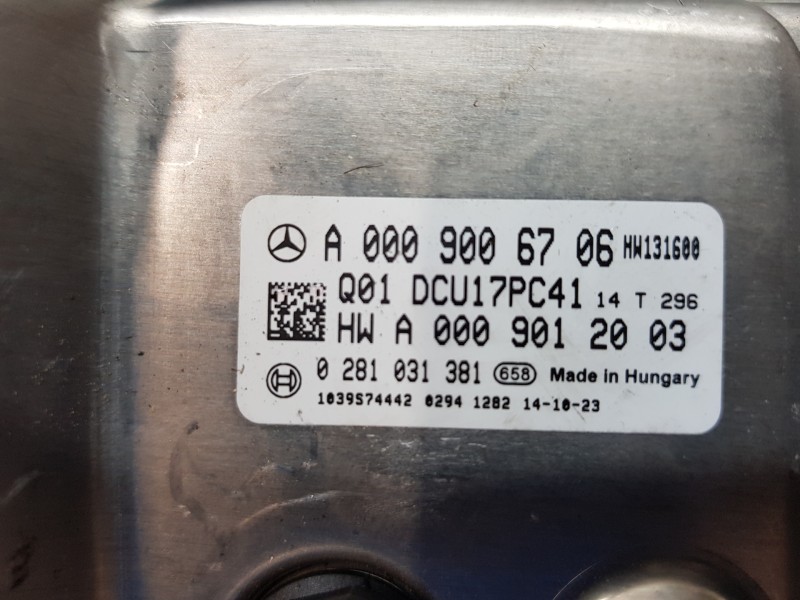 A 000 900 67 06 HW131600
Q01 DCU17PC41 14 T 296
HW A 000 901 20 03
0 281 031 381 658 Made in Hungary
1039S74442 0294 1282 14-10-23